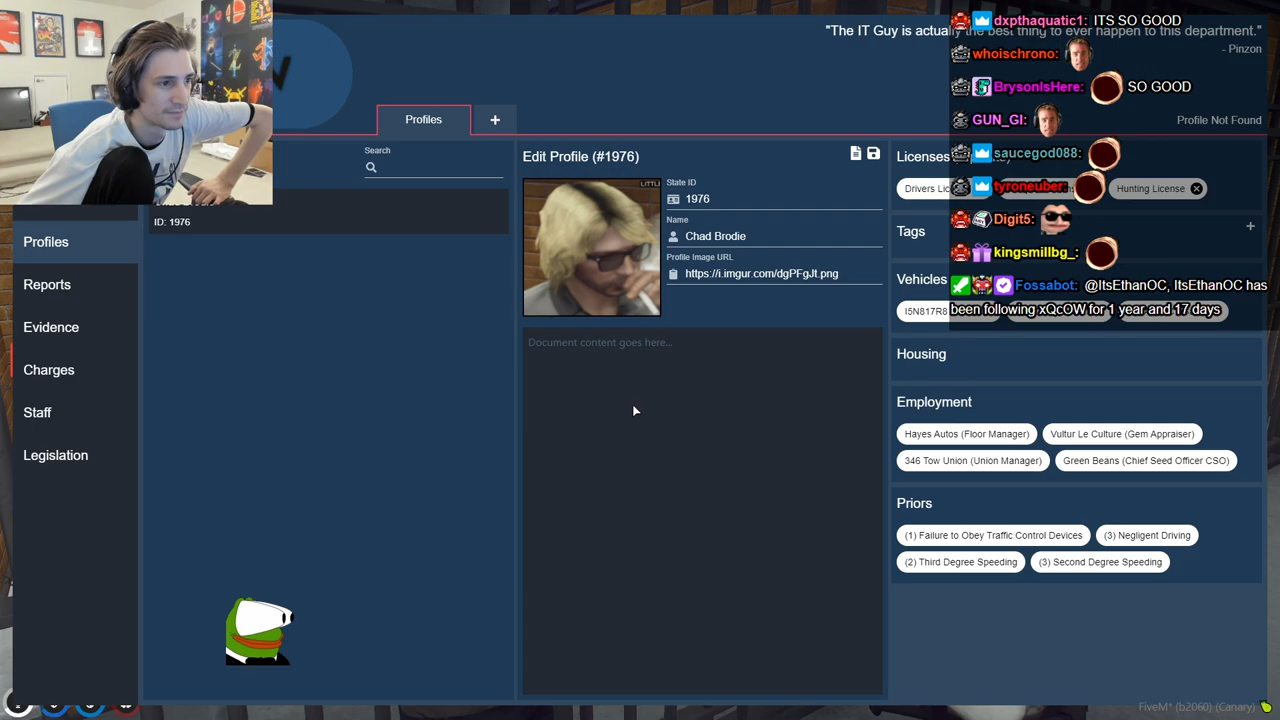 "The IT Guy is actually the best thing to ever happen to this department."
- Pinzon
Profiles
+
Profile Not Found
Profiles
Reports
Evidence
Charges
Staff
Legislation
Search
ID: 1976
Edit Profile (#1976)
LITTLE
State ID
1976
Name
Chad Brodie
Profile Image URL
https://i.imgur.com/dgPFgJt.png
Document content goes here...
Licenses
Drivers Lic
Hunting License
Tags
Vehicles
I5N817R8
Housing
Employment
Hayes Autos (Floor Manager)
Vultur Le Culture (Gem Appraiser)
346 Tow Union (Union Manager)
Green Beans (Chief Seed Officer CSO)
Priors
(1) Failure to Obey Traffic Control Devices
(3) Negligent Driving
(2) Third Degree Speeding
(3) Second Degree Speeding
dxpthaquatic1: ITS SO GOOD
whoischrono:
BrysonIsHere: SO GOOD
GUN_GI:
saucegod088:
tyroneuber:
Digit5:
kingsmillbg_:
Fossabot: @ItsEthanOC, ItsEthanOC has
been following xQcOW for 1 year and 17 days
FiveM* (b2060) (Canary)